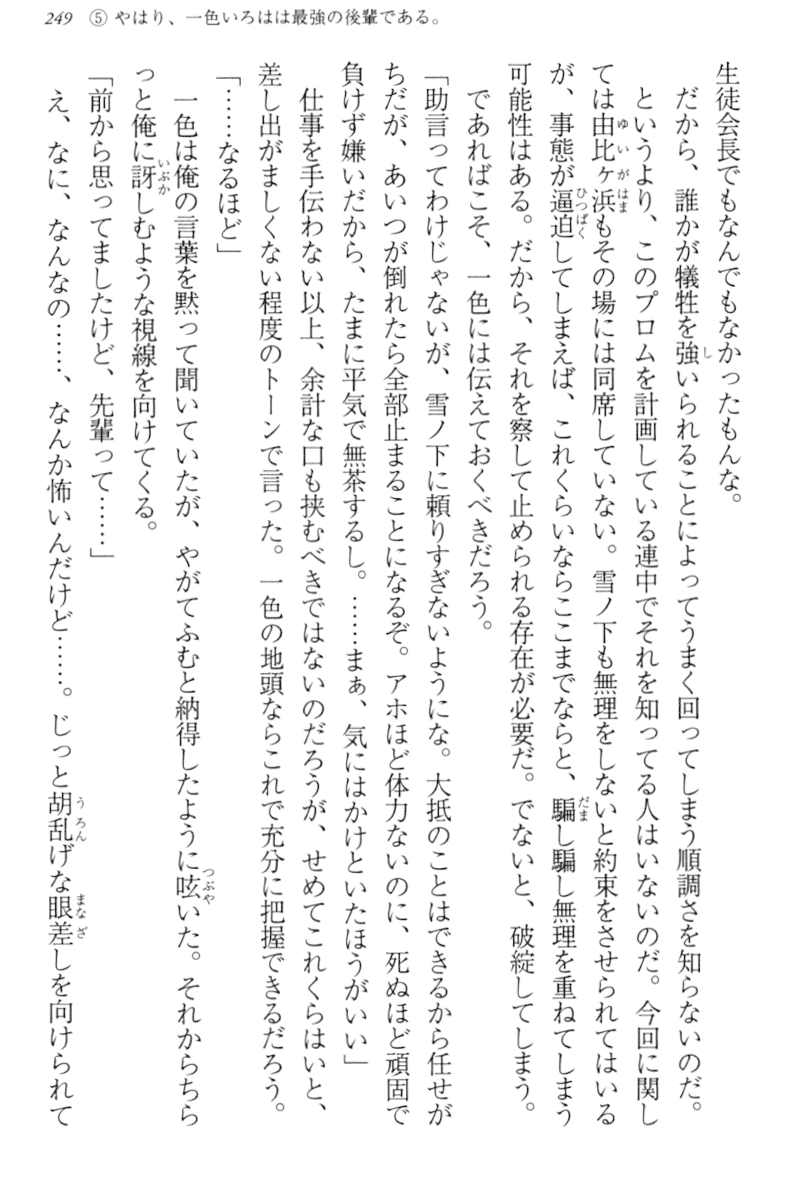 249 ⑤やはり、一色いろはは最強の後輩である。
生徒会長でもなんでもなかったもんな。
だから、誰かが犠牲を強いられることによってうまく回ってしまう順調さを知らないのだ。
というより、このプロムを計画している連中でそれを知ってる人はいないのだ。今回に関し
ては由比ヶ浜もその場には同席していない。雪ノ下も無理をしないと約束をさせられてはいる
が、事態が逼迫してしまえば、これくらいならここまでならと、騙し騙し無理を重ねてしまう
可能性はある。だから、それを察して止められる存在が必要だ。でないと、破綻してしまう。
であればこそ、一色には伝えておくべきだろう。
「助言ってわけじゃないが、雪ノ下に頼りすぎないようにな。大抵のことはできるから任せが
ちだが、あいつが倒れたら全部止まることになるぞ。アホほど体力ないのに、死ぬほど頑固で
負けず嫌いだから、たまに平気で無茶するし。……まぁ、気にはかけといたほうがいい」
仕事を手伝わない以上、余計な口も挟むべきではないのだろうが、せめてこれくらはいと、
差し出がましくない程度のトーンで言った。一色の地頭ならこれで充分に把握できるだろう。
「……なるほど」
一色は俺の言葉を黙って聞いていたが、やがてふむと納得したように呟いた。それからちら
っと俺に訝しむような視線を向けてくる。
「前から思ってましたけど、先輩って……」
え、なに、なんなの……、なんか怖いんだけど……。じっと胡乱げな眼差しを向けられて